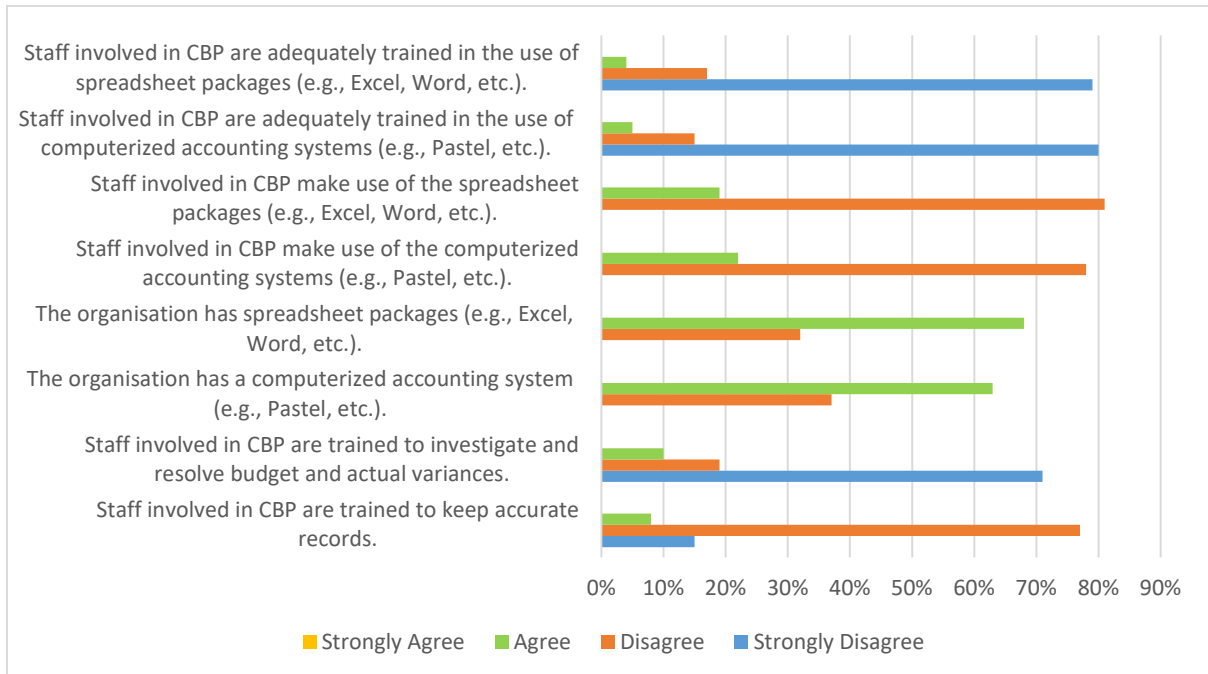 Staff involved in CBP are adequately trained in the use of
spreadsheet packages (e.g., Excel, Word, etc.).
Staff involved in CBP are adequately trained in the use of
computerized accounting systems (e.g., Pastel, etc.).
Staff involved in CBP make use of the spreadsheet
packages (e.g., Excel, Word, etc.).
Staff involved in CBP make use of the computerized
accounting systems (e.g., Pastel, etc.).
The organisation has spreadsheet packages (e.g., Excel,
Word, etc.).
The organisation has a computerized accounting system
(e.g., Pastel, etc.).
Staff involved in CBP are trained to investigate and
resolve budget and actual variances.
Staff involved in CBP are trained to keep accurate
records.
0% 10% 20% 30% 40% 50% 60% 70% 80% 90%
Strongly Agree Agree Disagree Strongly Disagree